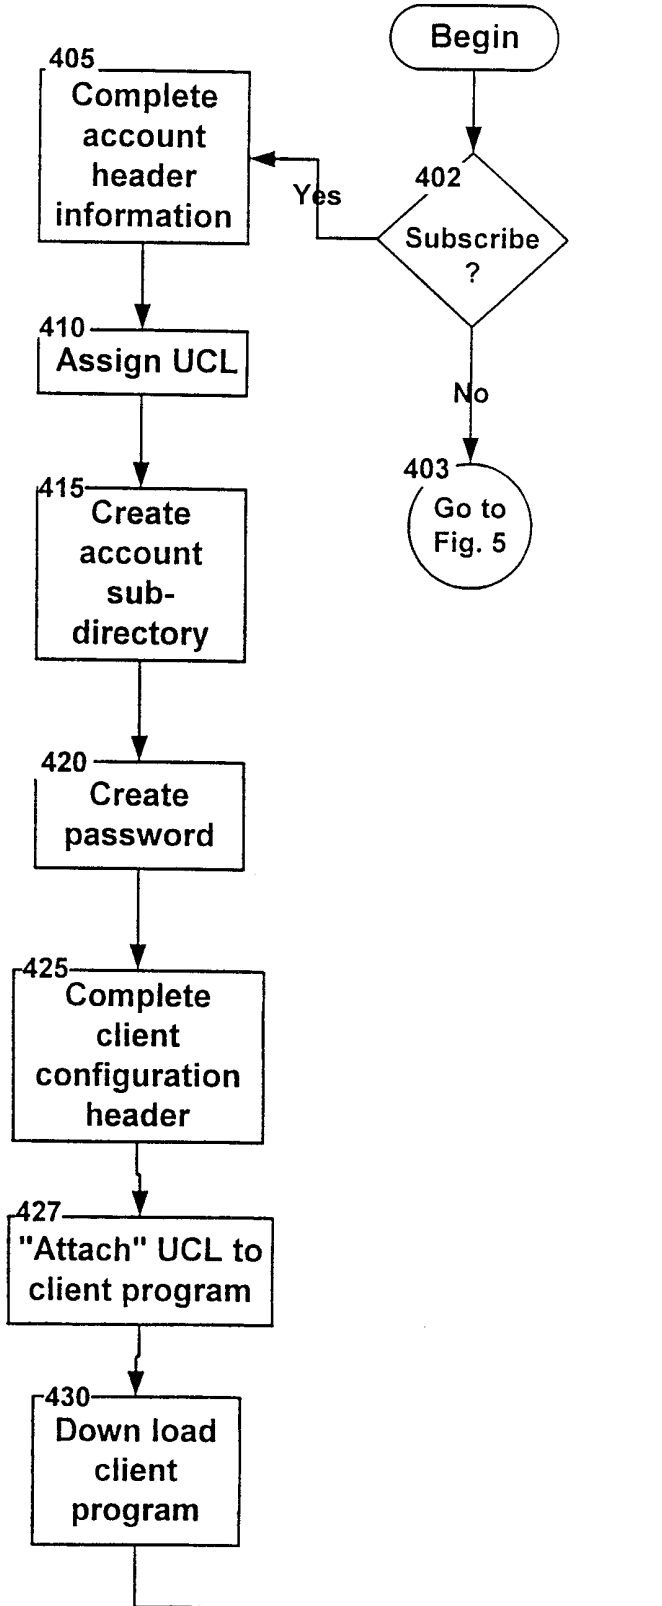 Begin
402
Subscribe
?
Yes
No
403
Go to
Fig. 5
405
Complete
account
header
information
410
Assign UCL
415
Create
account
sub-
directory
420
Create
password
425
Complete
client
configuration
header
427
"Attach" UCL to
client program
430
Down load
client
program